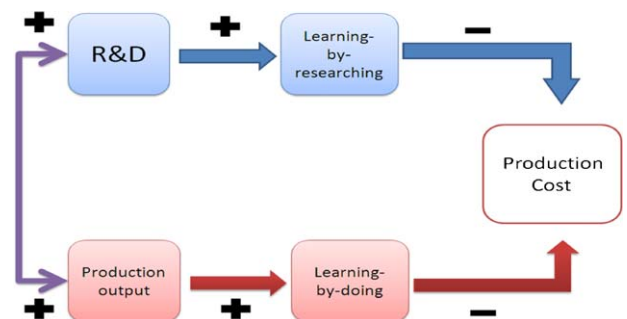 R&D
Learning-
by-
researching
Production
Cost
Production
output
Learning-
by-doing